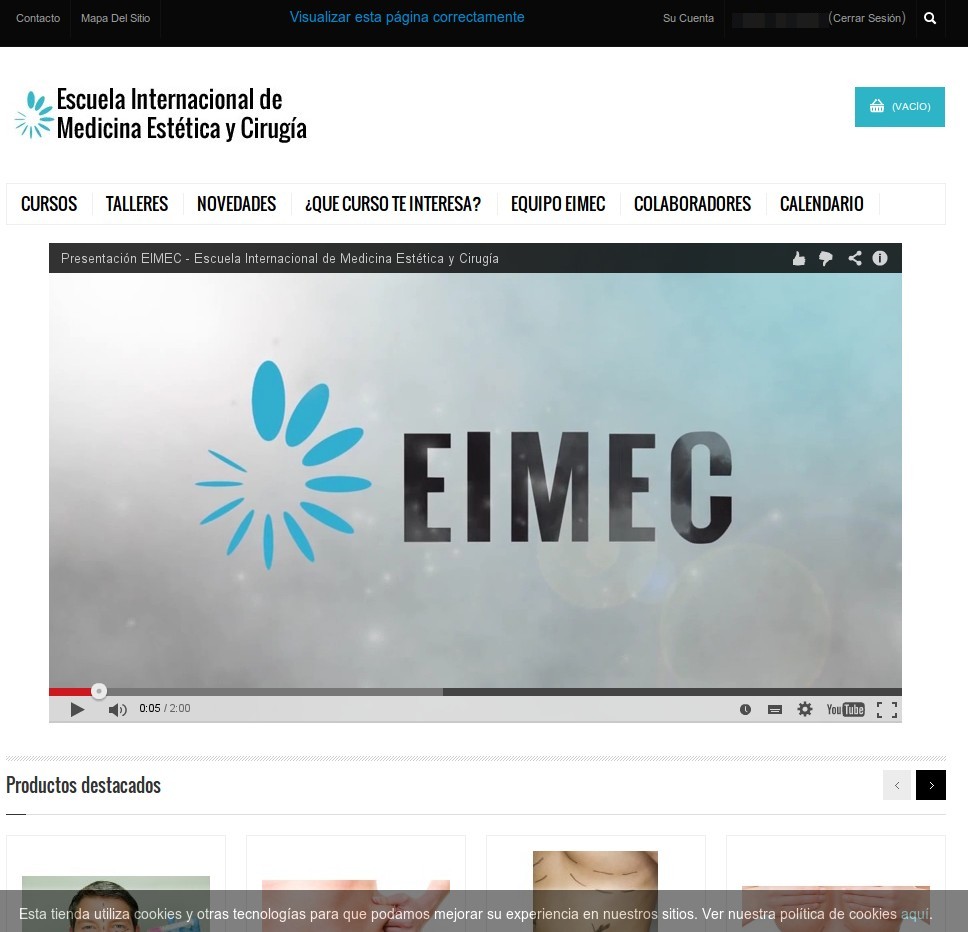 Contacto
Mapa Del Sitio
Visualizar esta página correctamente
Su Cuenta
(Cerrar Sesión)
Escuela Internacional de
Medicina Estética y Cirugía
(VACÍO)
CURSOS
TALLERES
NOVEDADES
¿QUE CURSO TE INTERESA?
EQUIPO EIMEC
COLABORADORES
CALENDARIO
Presentación EIMEC - Escuela Internacional de Medicina Estética y Cirugía
EIMEC
0:05 / 2:00
YouTube
Productos destacados
Esta tienda utiliza cookies y otras tecnologías para que podamos mejorar su experiencia en nuestros sitios. Ver nuestra política de cookies aquí.